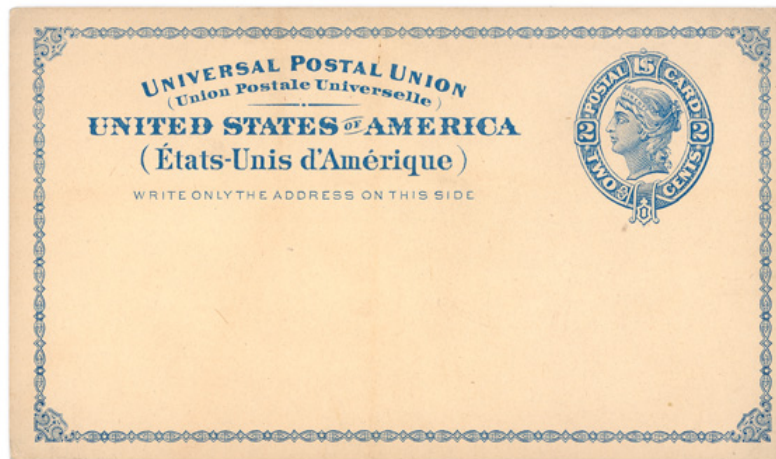 UNIVERSAL POSTAL UNION
(Union Postale Universelle)
UNITED STATES OF AMERICA
(États-Unis d'Amérique)
WRITE ONLY THE ADDRESS ON THIS SIDE
POSTAL US CARD
2 2
TWO CENTS